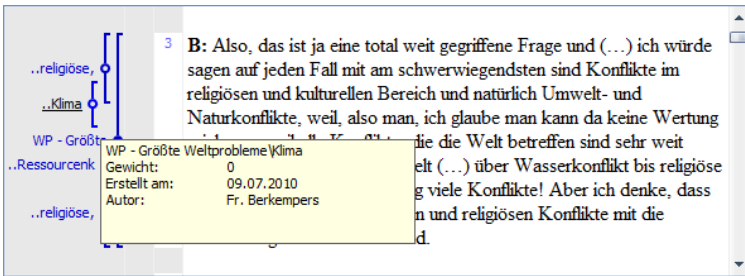 3 B: Also, das ist ja eine total weit gegriffene Frage und (…) ich würde
..religiöse, sagen auf jeden Fall mit am schwerwiegendsten sind Konflikte im
..Klima religiösen und kulturellen Bereich und natürlich Umwelt- und
Naturkonflikte, weil, also man, ich glaube man kann da keine Wertung
WP - Größte die die Welt betreffen sind sehr weit
WP - Größte Weltprobleme\Klima
..Ressourcenk Gewicht: 0 elt (…) über Wasserkonflikt bis religiöse
Erstellt am: 09.07.2010 g viele Konflikte! Aber ich denke, dass
Autor: Fr. Berkempers
..religiöse, n und religiösen Konflikte mit die
d.